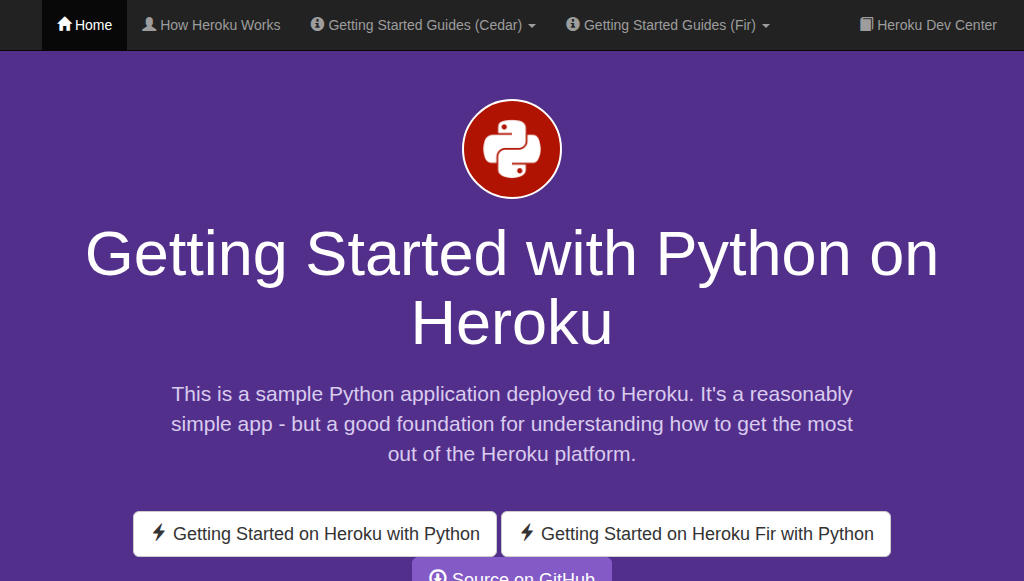 Home How Heroku Works Getting Started Guides (Cedar) Getting Started Guides (Fir) Heroku Dev Center
Getting Started with Python on
Heroku
This is a sample Python application deployed to Heroku. It's a reasonably
simple app - but a good foundation for understanding how to get the most
out of the Heroku platform.
Getting Started on Heroku with Python Getting Started on Heroku Fir with Python
Source on GitHub